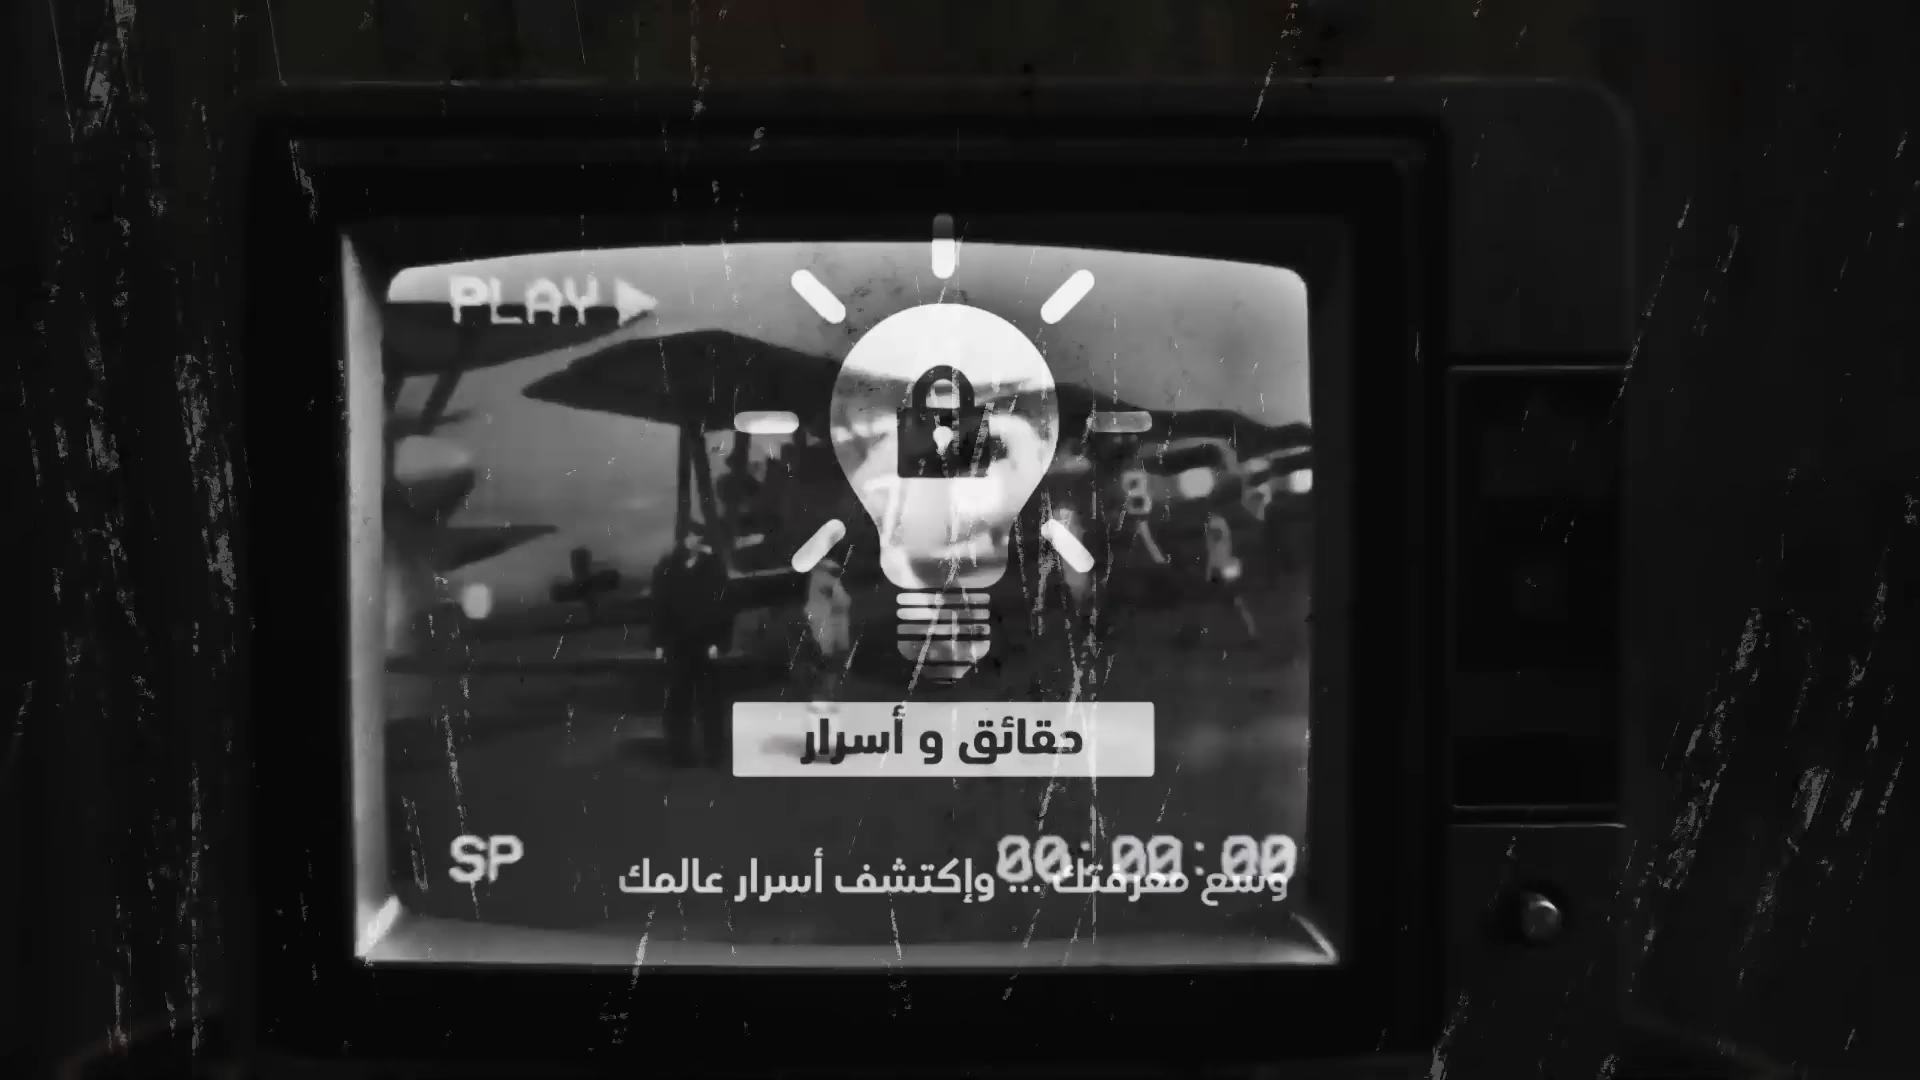 PLAY
حقائق و أسرار
SP
00:00:00
وسع معرفتك ... وإكتشف أسرار عالمك